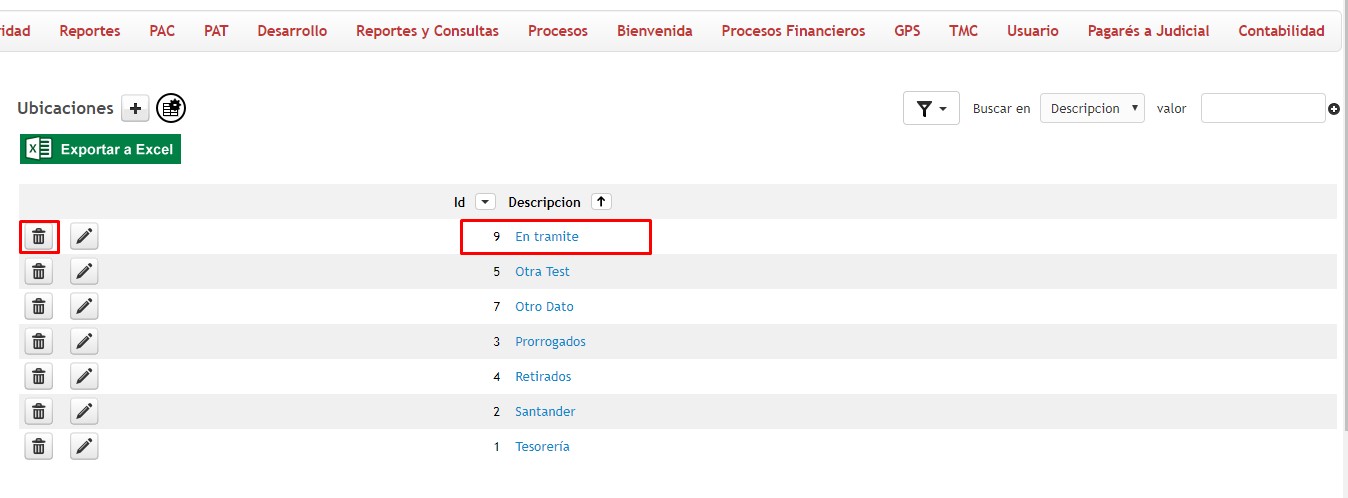 idad Reportes PAC PAT Desarrollo Reportes y Consultas Procesos Bienvenida Procesos Financieros GPS TMC Usuario Pagarés a Judicial Contabilidad
Ubicaciones Buscar en Descripcion valor
Exportar a Excel
Id Descripcion
9 En tramite
5 Otra Test
7 Otro Dato
3 Prorrogados
4 Retirados
2 Santander
1 Tesorería